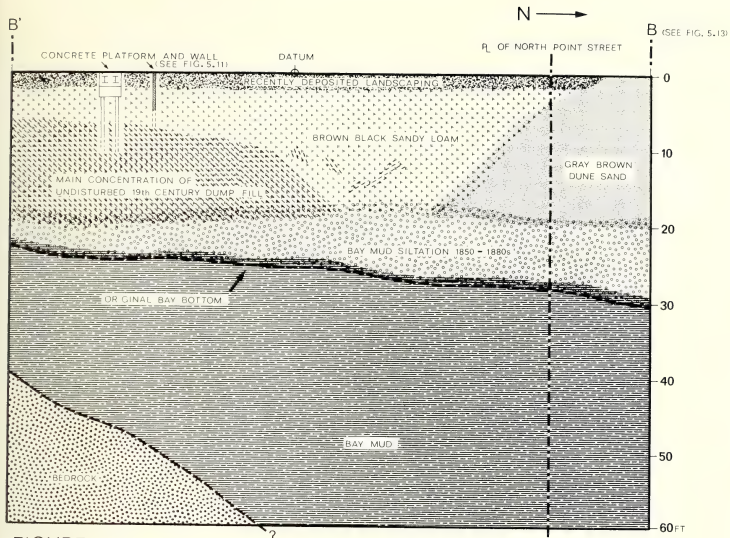 B'
N
B (SEE FIG. 5.13)
CONCRETE PLATFORM AND WALL
(SEE FIG. 5.11)
DATUM
PL OF NORTH POINT STREET
RECENTLY DEPOSITED LANDSCAPING
0
BROWN BLACK SANDY LOAM
10
GRAY BROWN
DUNE SAND
MAIN CONCENTRATION OF
UNDISTURBED 19th CENTURY DUMP FILL
20
BAY MUD SILTATION 1850 – 1880s
ORIGINAL BAY BOTTOM
30
40
BAY MUD
50
BEDROCK
?
60 FT